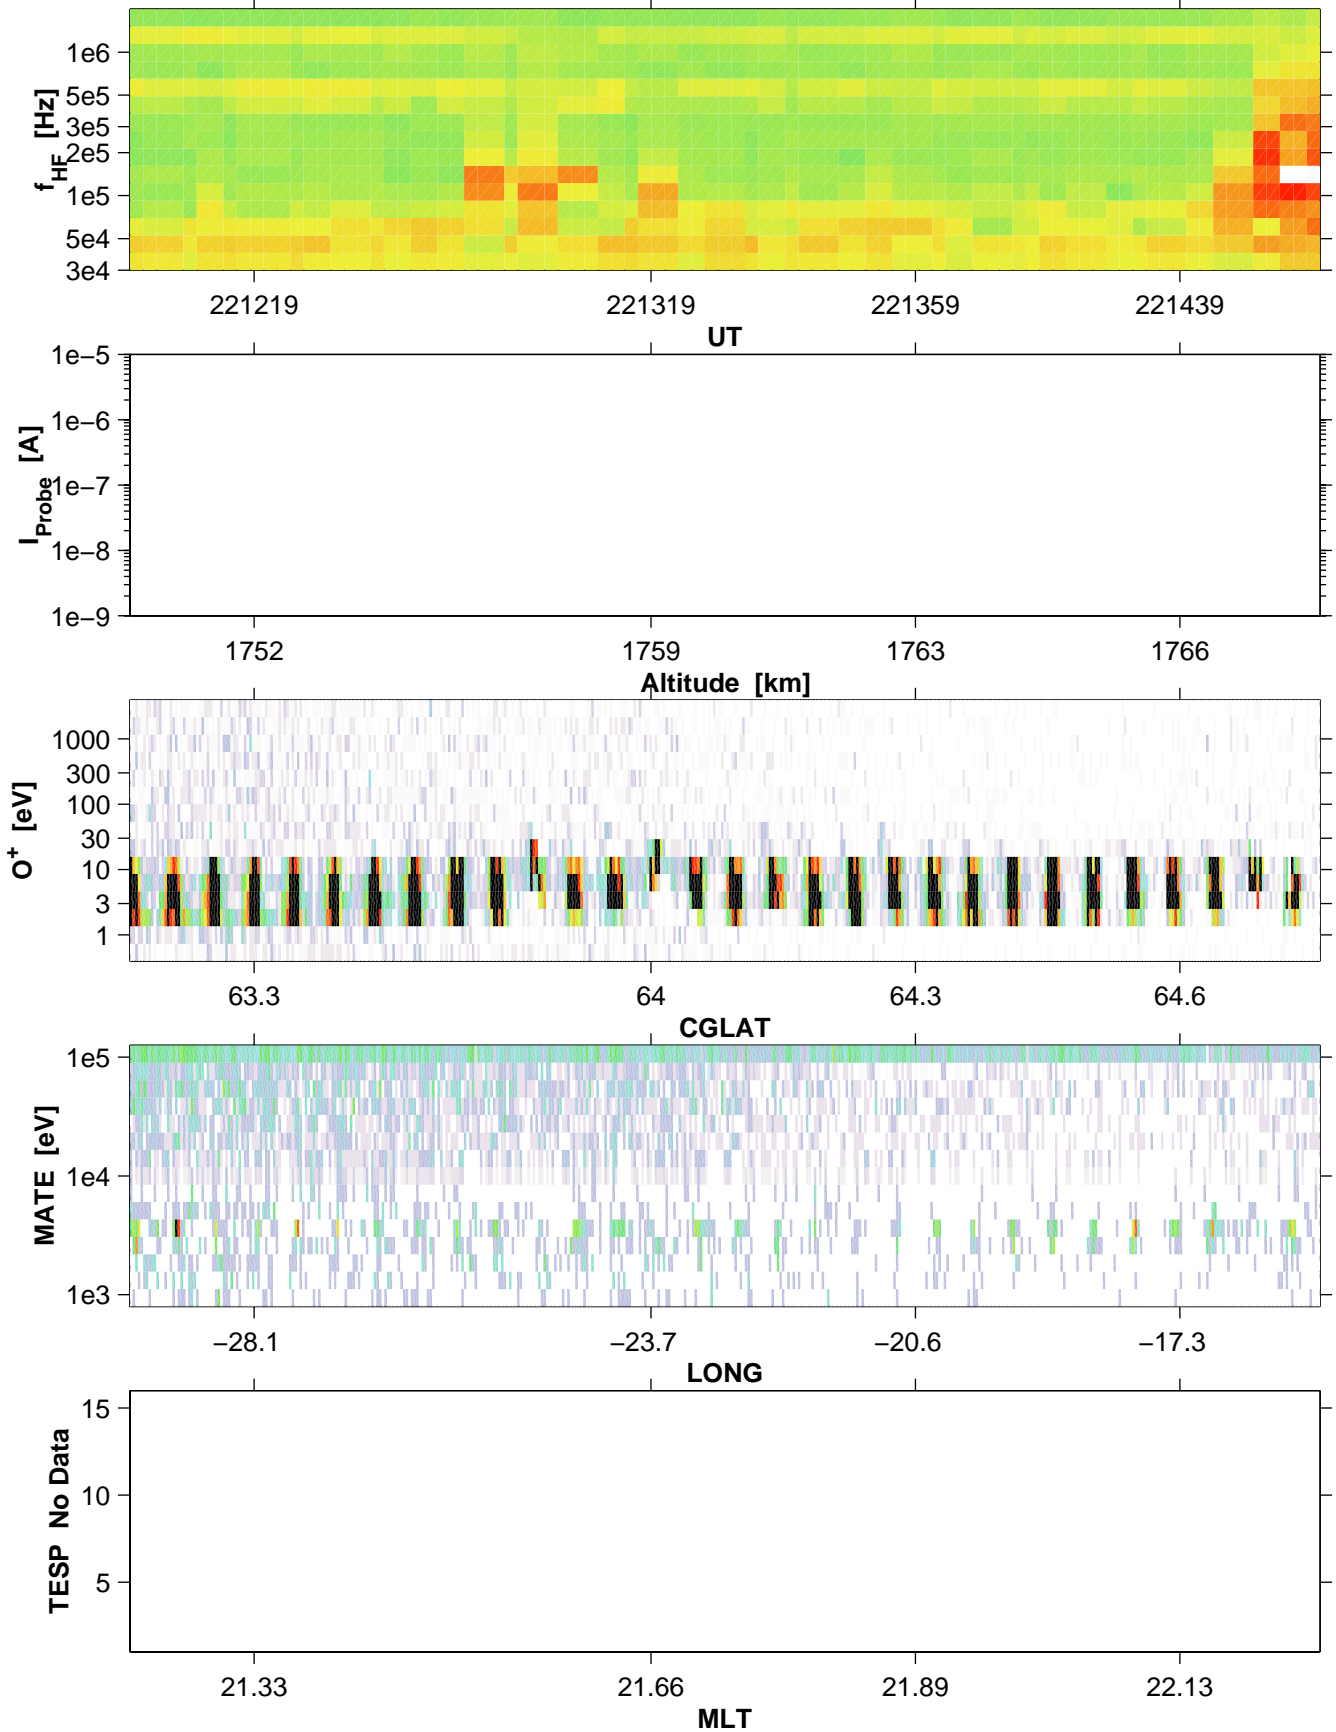 1e6
5e5
3e5
2e5
1e5
5e4
3e4
f_HF [Hz]
221219 221319 221359 221439
UT
1e−5
1e−6
1e−7
1e−8
1e−9
I_Probe [A]
1752 1759 1763 1766
Altitude [km]
1000
300
100
30
10
3
1
O+ [eV]
63.3 64 64.3 64.6
CGLAT
1e5
1e4
1e3
MATE [eV]
−28.1 −23.7 −20.6 −17.3
LONG
15
10
5
TESP No Data
21.33 21.66 21.89 22.13
MLT